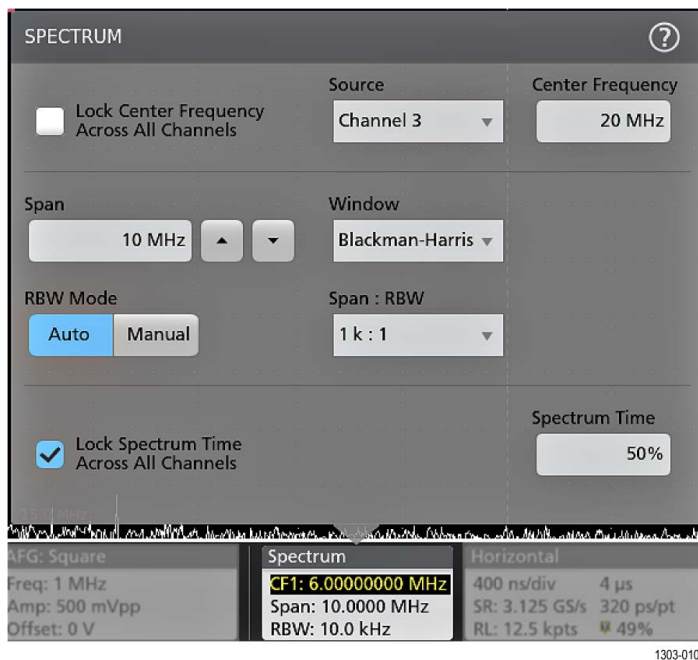 SPECTRUM
?
Lock Center Frequency
Across All Channels
Source
Channel 3
Center Frequency
20 MHz
Span
10 MHz
Window
Blackman-Harris
RBW Mode
Auto
Manual
Span : RBW
1 k : 1
Lock Spectrum Time
Across All Channels
Spectrum Time
50%
15.0 MHz
AFG: Square
Freq: 1 MHz
Amp: 500 mVpp
Offset: 0 V
Spectrum
CF1: 6.00000000 MHz
Span: 10.0000 MHz
RBW: 10.0 kHz
Horizontal
400 ns/div 4 µs
SR: 3.125 GS/s 320 ps/pt
RL: 12.5 kpts 49%
1303-010